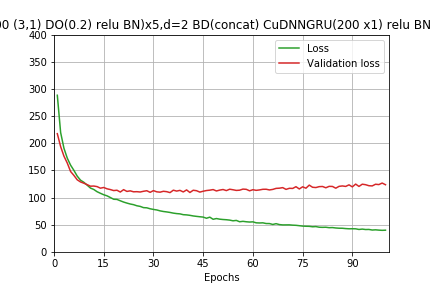 00 (3,1) DO(0.2) relu BN)x5,d=2 BD(concat) CuDNNGRU(200 x1) relu BN
400
350
300
250
200
150
100
50
0
Loss
Validation loss
0 15 30 45 60 75 90
Epochs